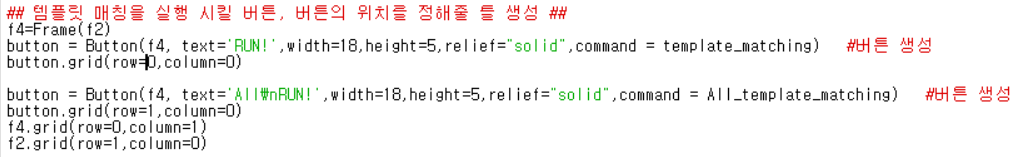 ## 템플릿 매칭을 실행 시킬 버튼, 버튼의 위치를 정해줄 틀 생성 ##
f4=Frame(f2)
button = Button(f4, text='RUN!',width=18,height=5,relief="solid",command = template_matching)   #버튼 생성
button.grid(row=0,column=0)
button = Button(f4, text='All₩nRUN!',width=18,height=5,relief="solid",command = All_template_matching)   #버튼 생성
button.grid(row=1,column=0)
f4.grid(row=0,column=1)
f2.grid(row=1,column=0)